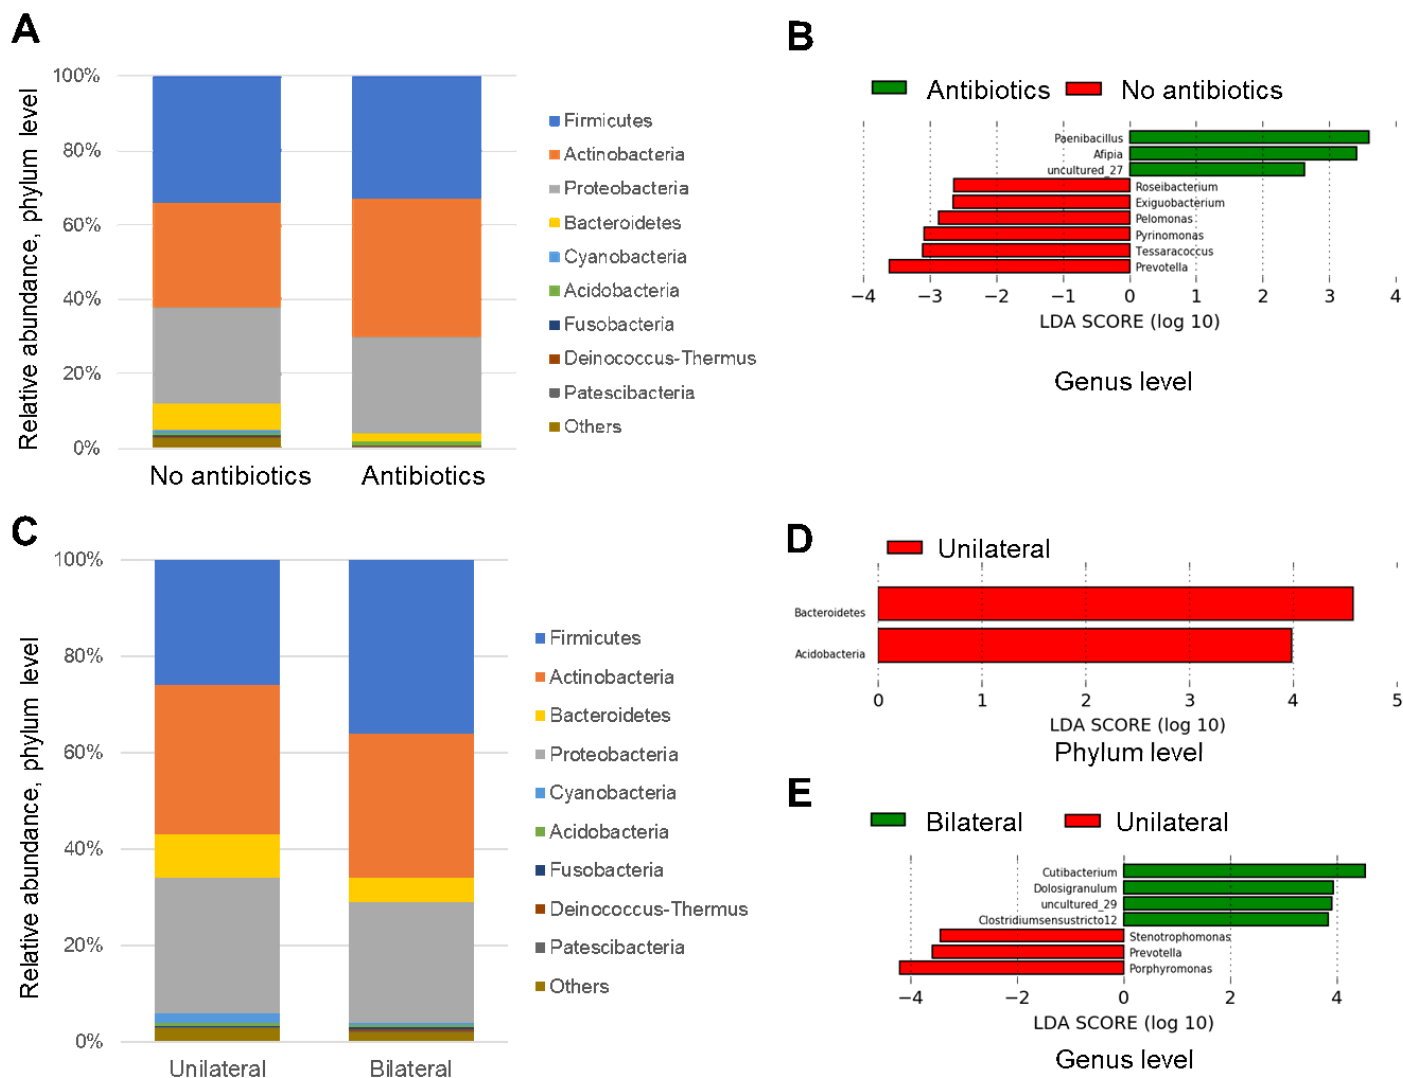 A
Relative abundance, phylum level
100%
80%
60%
40%
20%
0%
No antibiotics
Antibiotics
Firmicutes
Actinobacteria
Proteobacteria
Bacteroidetes
Cyanobacteria
Acidobacteria
Fusobacteria
Deinococcus-Thermus
Patescibacteria
Others
B
Antibiotics
No antibiotics
Paenibacillus
Afipia
uncultured_27
Roseibacterium
Exiguobacterium
Pelomonas
Pyrinomonas
Tessaracoccus
Prevotella
−4 −3 −2 −1 0 1 2 3 4
LDA SCORE (log 10)
Genus level
C
Relative abundance, phylum level
100%
80%
60%
40%
20%
0%
Unilateral
Bilateral
Firmicutes
Actinobacteria
Bacteroidetes
Proteobacteria
Cyanobacteria
Acidobacteria
Fusobacteria
Deinococcus-Thermus
Patescibacteria
Others
D
Unilateral
Bacteroidetes
Acidobacteria
0 1 2 3 4 5
LDA SCORE (log 10)
Phylum level
E
Bilateral
Unilateral
Cutibacterium
Dolosigranulum
uncultured_29
Clostridiumsensustricto12
Stenotrophomonas
Prevotella
Porphyromonas
−4 −2 0 2 4
LDA SCORE (log 10)
Genus level